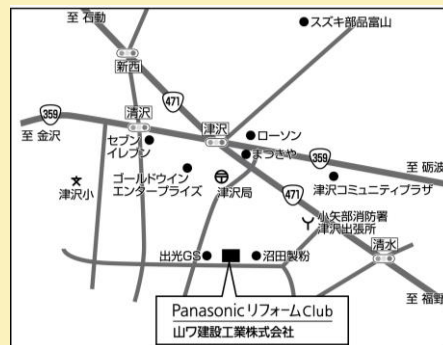 至 石動
スズキ部品富山
新西
471
359
清沢
津沢
ローソン
至 金沢
セブン
イレブン
まつきや
359
至 砺波
津沢小
ゴールドウイン
エンタープライズ
津沢局
471
津沢コミュニティプラザ
小矢部消防署
津沢出張所
清水
出光GS
沼田製粉
至 福野
Panasonic リフォームClub
山ワ建設工業株式会社